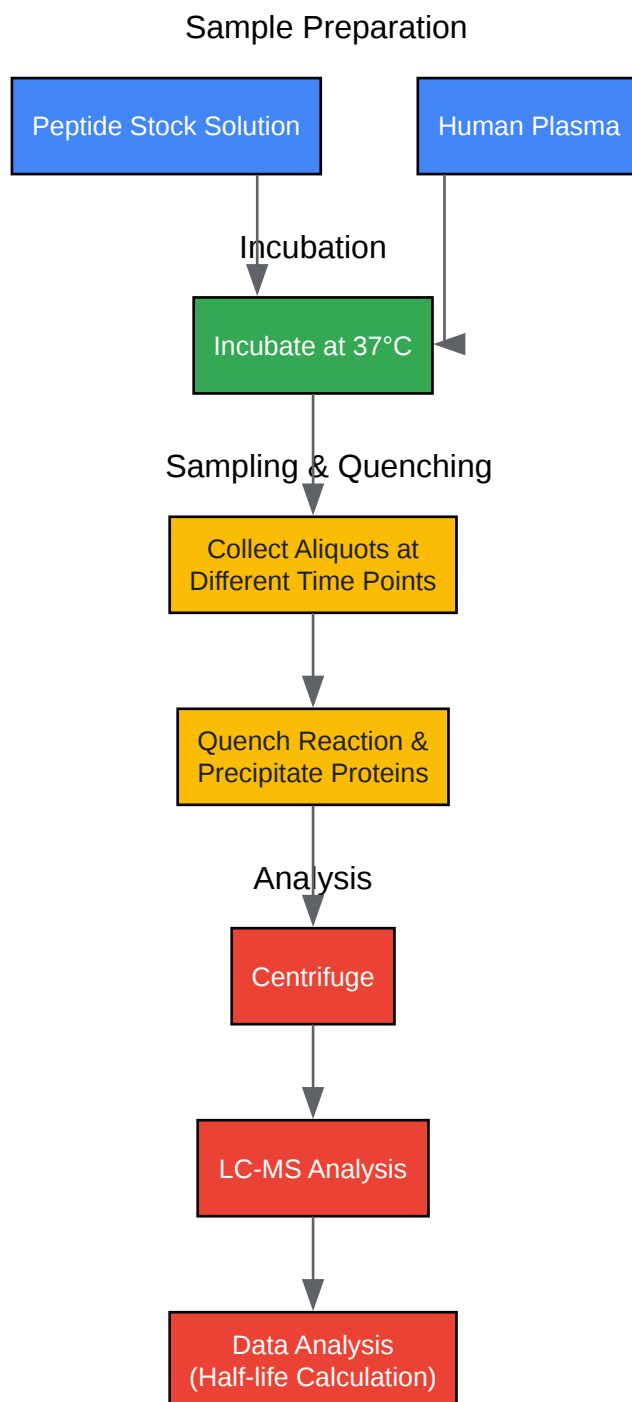 Sample Preparation
Peptide Stock Solution
Human Plasma
Incubation
Incubate at 37°C
Sampling & Quenching
Collect Aliquots at
Different Time Points
Quench Reaction &
Precipitate Proteins
Analysis
Centrifuge
LC-MS Analysis
Data Analysis
(Half-life Calculation)